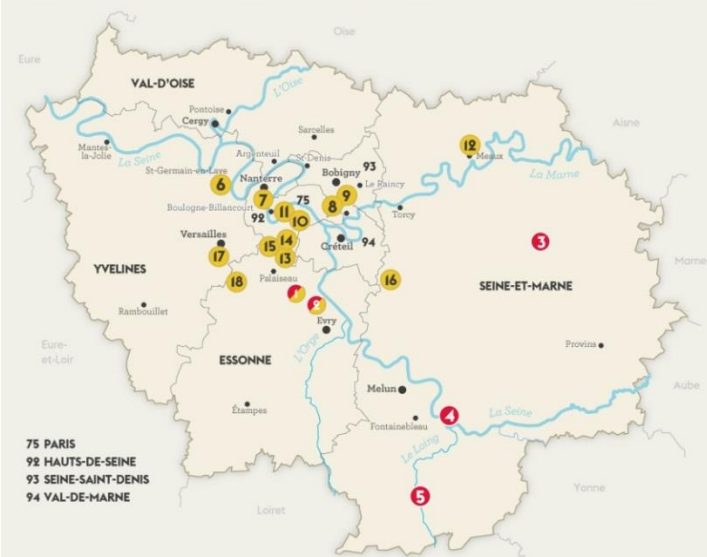 Oise
Eure
VAL-D'OISE
L'Oise
Pontoise
Cergy
Aisne
Sarcelles
Mantes-
la-Jolie
La Seine
Argenteuil
St-Denis
12
Meaux
St-Germain-en-Laye
93
Bobigny
La Marne
6
Nanterre
Le Raincy
7
75
9
8
Boulogne-Billancourt
11
Torcy
92
10
Versailles
14
Créteil
94
3
15
17
13
Marne
YVELINES
Palaiseau
18
16
SEINE-ET-MARNE
1
2
Rambouillet
Evry
Eure-
et-Loir
L'Orge
Provins
ESSONNE
Aube
Melun
Étampes
4
La Seine
Fontainebleau
75 PARIS
Le Loing
92 HAUTS-DE-SEINE
93 SEINE-SAINT-DENIS
Yonne
94 VAL-DE-MARNE
5
Loiret